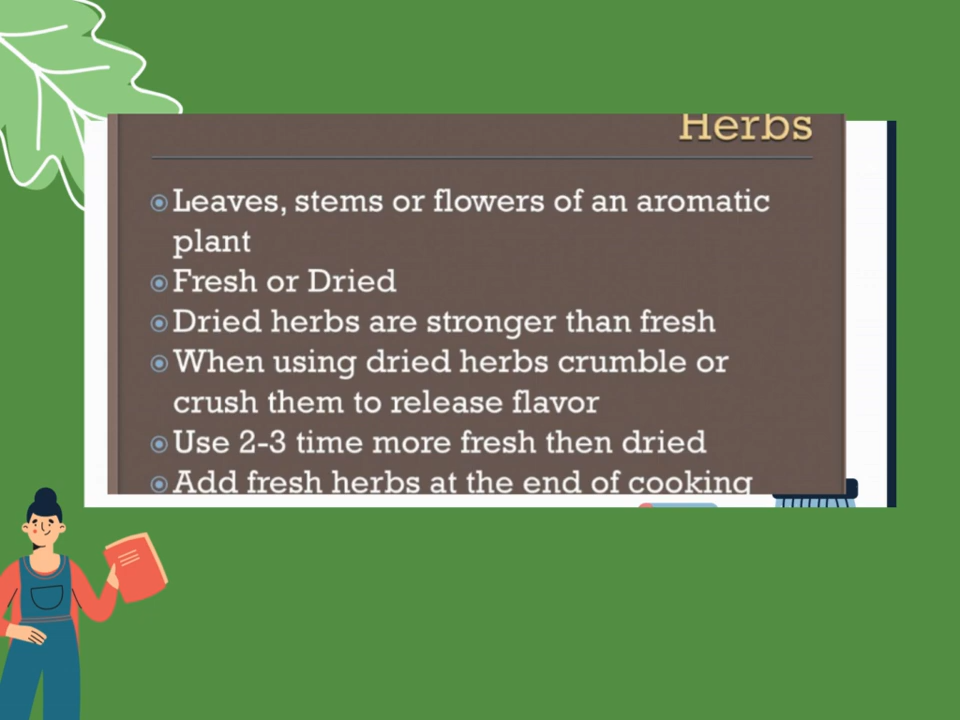 Herbs
Leaves, stems or flowers of an aromatic
plant
Fresh or Dried
Dried herbs are stronger than fresh
When using dried herbs crumble or
crush them to release flavor
Use 2-3 time more fresh then dried
Add fresh herbs at the end of cooking